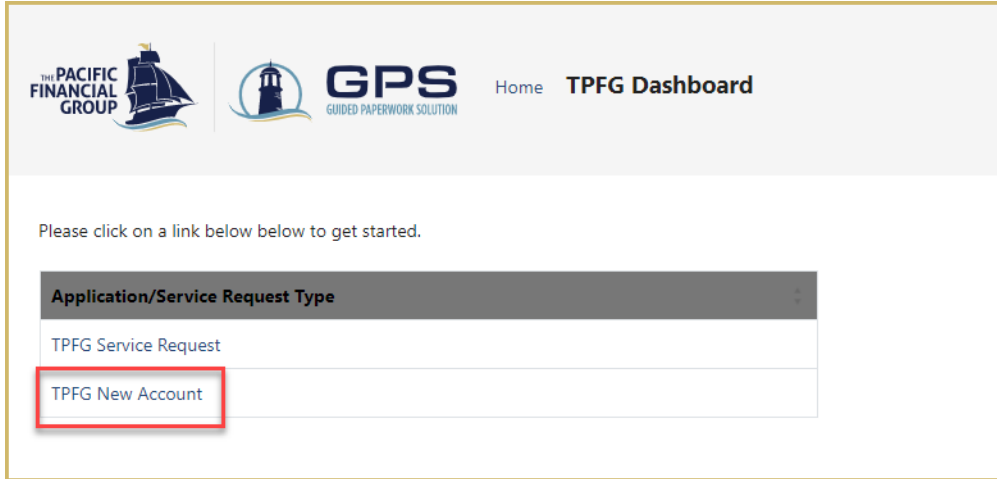 THE PACIFIC
FINANCIAL
GROUP
GPS
GUIDED PAPERWORK SOLUTION
Home TPFG Dashboard
Please click on a link below below to get started.
Application/Service Request Type
TPFG Service Request
TPFG New Account